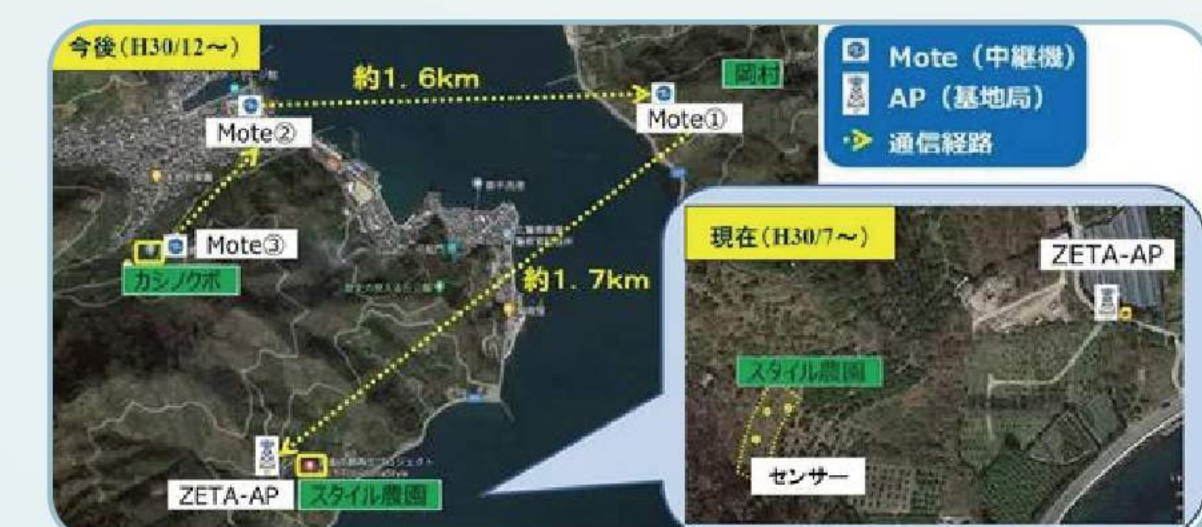 今後(H30/12~)
約1.6km
岡村
Mote①
Mote②
Mote③
カシノクボ
約1.7km
ZETA-AP
スタイル農園
Mote(中継機)
AP(基地局)
通信経路
現在(H30/7~)
ZETA-AP
スタイル農園
センサー